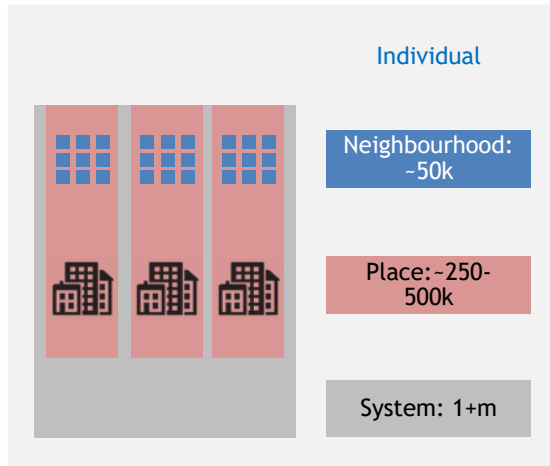 Individual
Neighbourhood:
~50k
Place:~250-
500k
System: 1+m